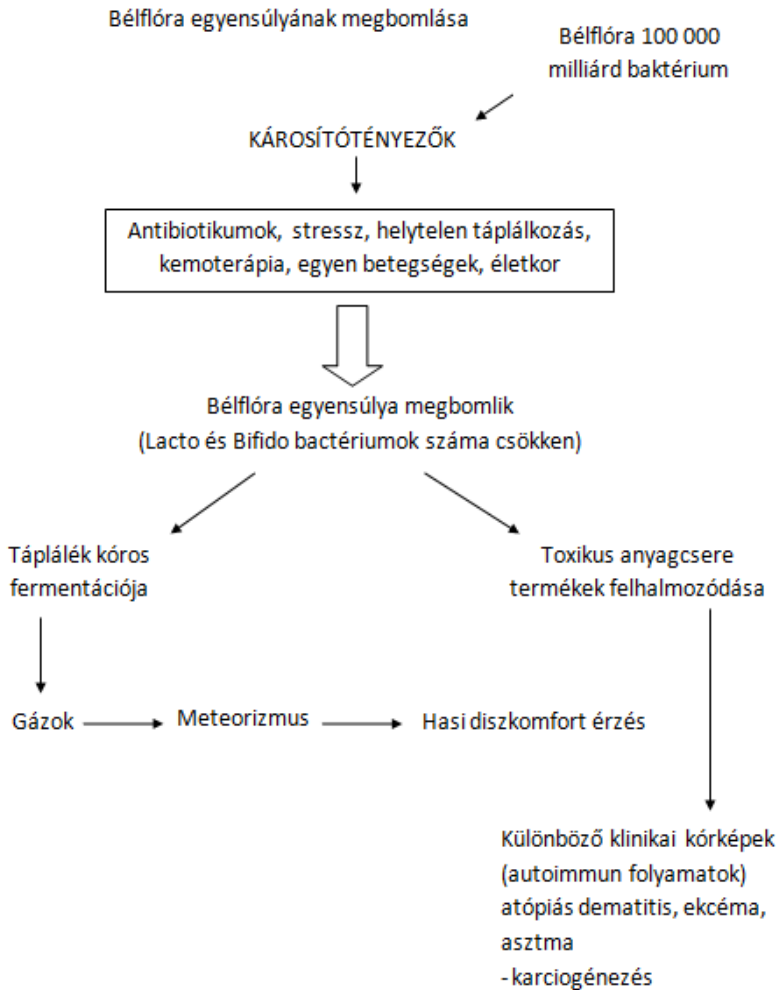 Bélflóra egyensúlyának megbomlása
Bélflóra 100 000
milliárd baktérium
KÁROSÍTÓTÉNYEZŐK
Antibiotikumok, stressz, helytelen táplálkozás,
kemoterápia, egyen betegségek, életkor
Bélflóra egyensúlya megbomlik
(Lacto és Bifido bactériumok száma csökken)
Táplálék kóros
fermentációja
Toxikus anyagcsere
termékek felhalmozódása
Gázok
Meteorizmus
Hasi diszkomfort érzés
Különböző klinikai kórképek
(autoimmun folyamatok)
atópiás dematitis, ekcéma,
asztma
-karciogénezés